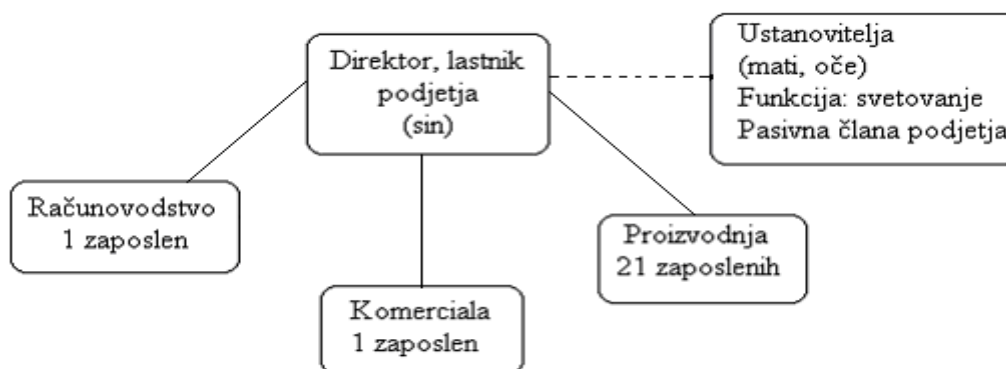 Direktor, lastnik
podjetja
(sin)
Ustanovitelja
(mati, oče)
Funkcija: svetovanje
Pasivna člana podjetja
Računovodstvo
1 zaposlen
Komerciala
1 zaposlen
Proizvodnja
21 zaposlenih